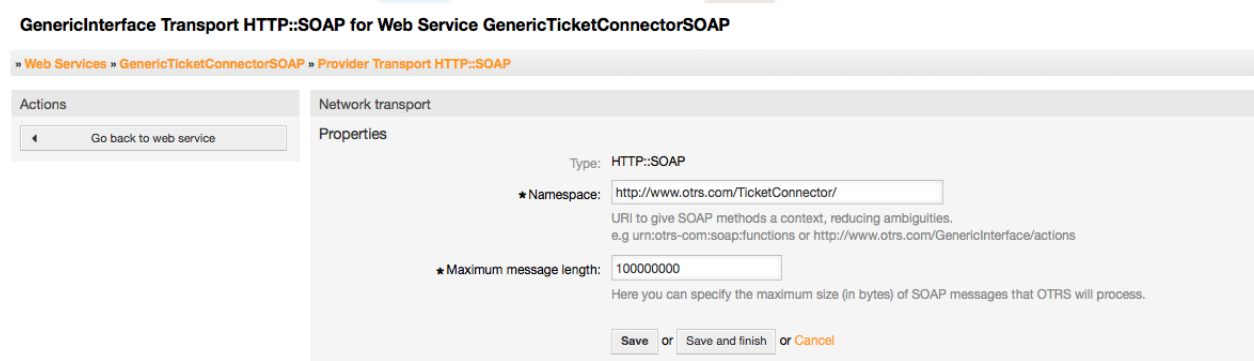 GenericInterface Transport HTTP::SOAP for Web Service GenericTicketConnectorSOAP
» Web Services » GenericTicketConnectorSOAP » Provider Transport HTTP::SOAP
Actions
Go back to web service
Network transport
Properties
Type: HTTP::SOAP
★ Namespace: http://www.otrs.com/TicketConnector/
URI to give SOAP methods a context, reducing ambiguities.
e.g urn:otrs-com:soap:functions or http://www.otrs.com/GenericInterface/actions
★ Maximum message length: 100000000
Here you can specify the maximum size (in bytes) of SOAP messages that OTRS will process.
Save or Save and finish or Cancel